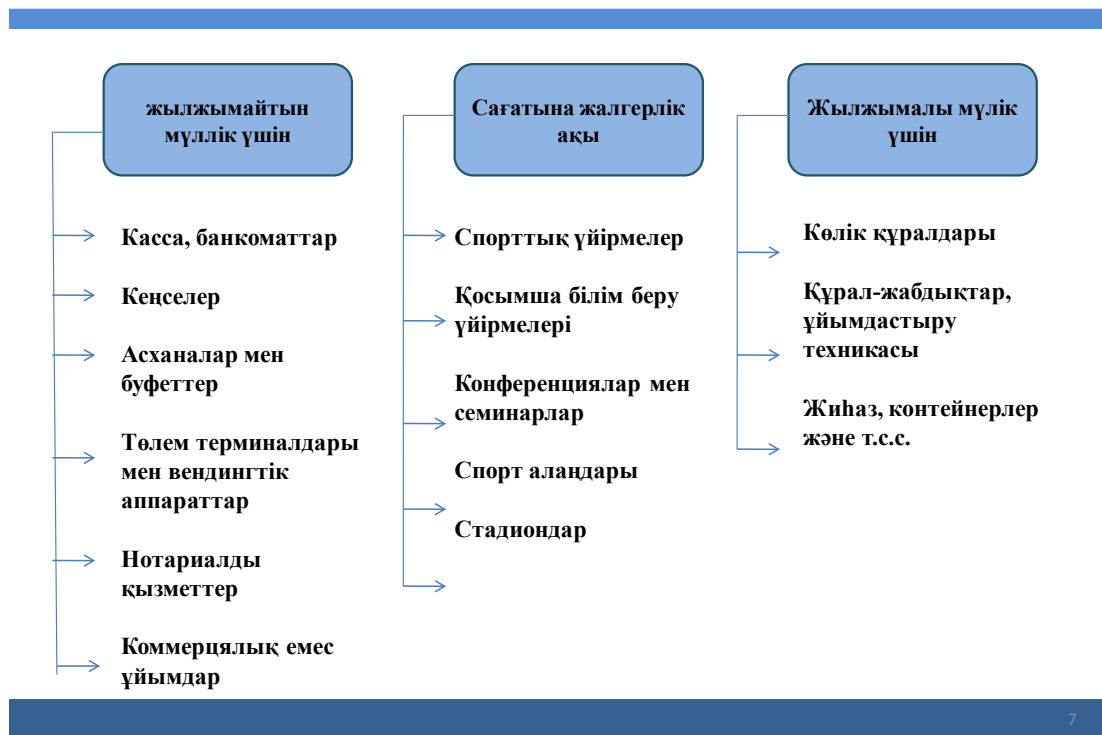 жылжымайтын
мүллік үшін
Касса, банкоматтар
Кеңселер
Асханалар мен
буфеттер
Төлем терминалдары
мен вендингтік
аппараттар
Нотариалды
қызметтер
Коммерцялық емес
ұйымдар
Сағатына жалгерлік
ақы
Спорттық үйірмелер
Қосымша білім беру
үйірмелері
Конференциялар мен
семинарлар
Спорт алаңдары
Стадиондар
Жылжымалы мүлік
үшін
Көлік құралдары
Құрал-жабдықтар,
ұйымдастыру
техникасы
Жиһаз, контейнерлер
және т.с.с.
7